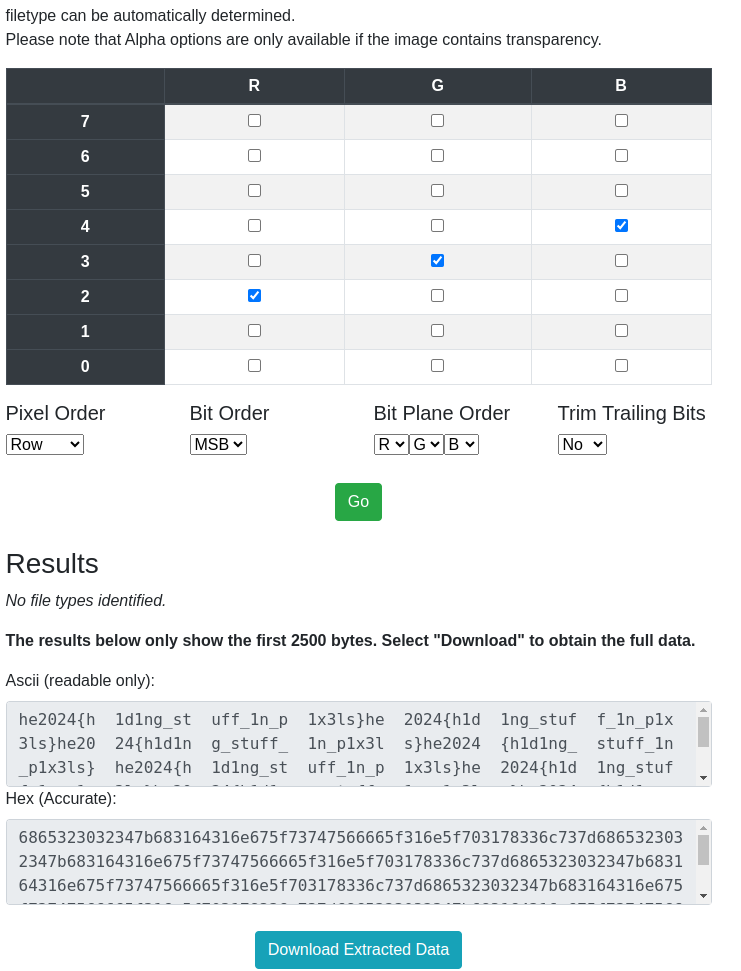 filetype can be automatically determined.
Please note that Alpha options are only available if the image contains transparency.
R G B
7
6
5
4
3
2
1
0
Pixel Order Bit Order Bit Plane Order Trim Trailing Bits
Row MSB R G B No
Go
Results
No file types identified.
The results below only show the first 2500 bytes. Select "Download" to obtain the full data.
Ascii (readable only):
he2024{h 1d1ng_st uff_1n_p 1x3ls}he 2024{h1d 1ng_stuf f_1n_p1x
3ls}he20 24{h1d1n g_stuff_ 1n_p1x3l s}he2024 {h1d1ng_ stuff_1n
_p1x3ls} he2024{h 1d1ng_st uff_1n_p 1x3ls}he 2024{h1d 1ng_stuf
Hex (Accurate):
6865323032347b683164316e675f73747566665f316e5f703178336c737d686532303
2347b683164316e675f73747566665f316e5f703178336c737d6865323032347b6831
64316e675f73747566665f316e5f703178336c737d6865323032347b683164316e675
Download Extracted Data